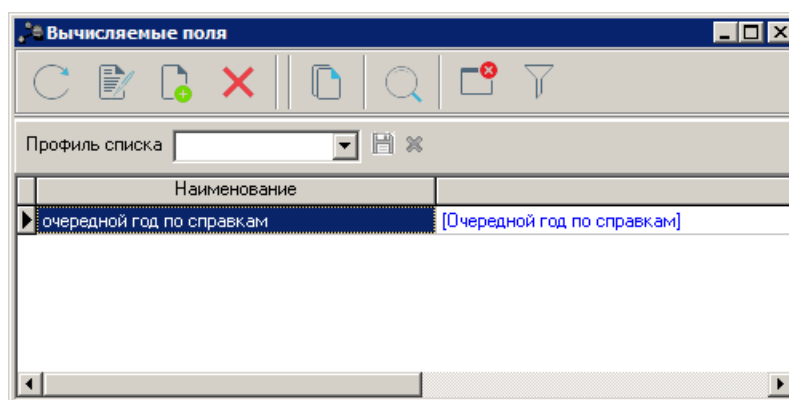 Вычисляемые поля
Профиль списка
Наименование
очередной год по справкам [Очередной год по справкам]